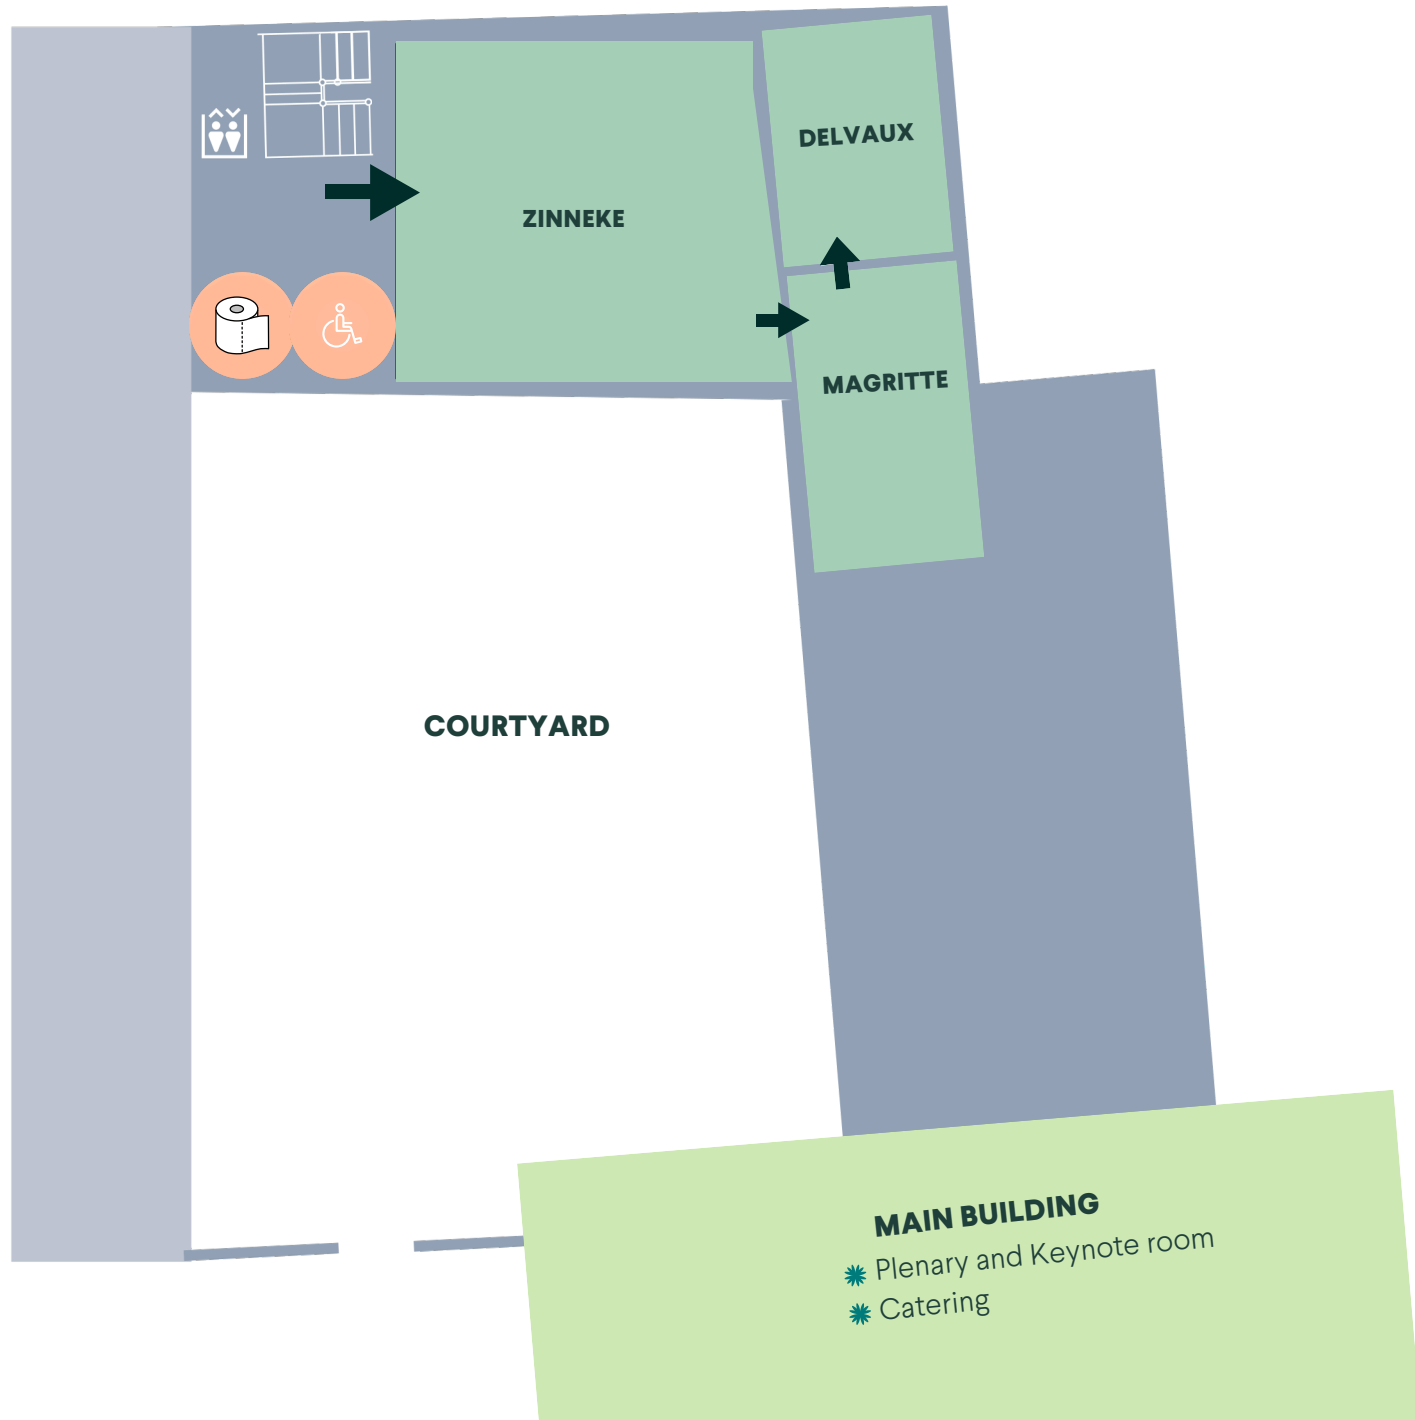 DELVAUX
ZINNEKE
MAGRITTE
COURTYARD
MAIN BUILDING
Plenary and Keynote room
Catering